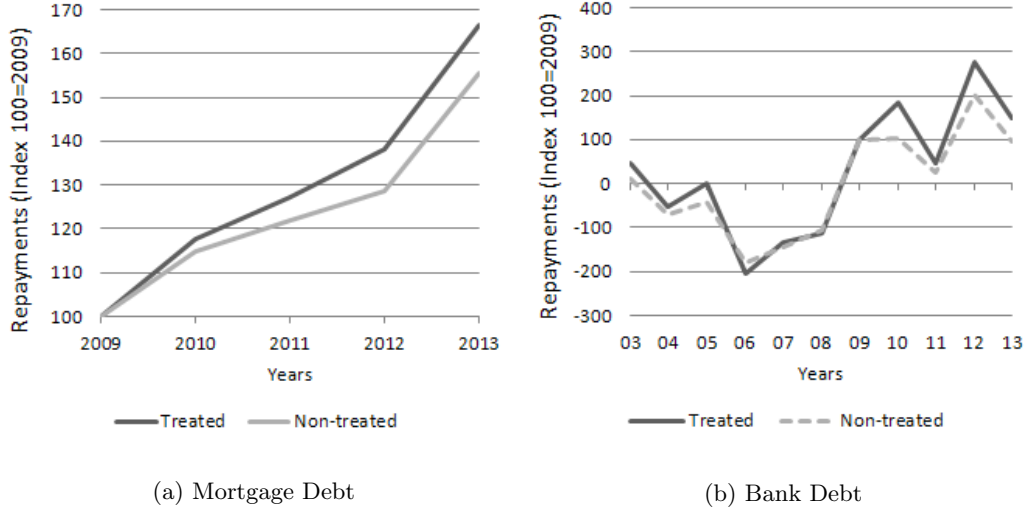 Repayments (Index 100=2009)
170
160
150
140
130
120
110
100
2009 2010 2011 2012 2013
Years
Treated Non-treated
(a) Mortgage Debt
Repayments (Index 100=2009)
400
300
200
100
0
-100
-200
-300
03 04 05 06 07 08 09 10 11 12 13
Years
Treated Non-treated
(b) Bank Debt